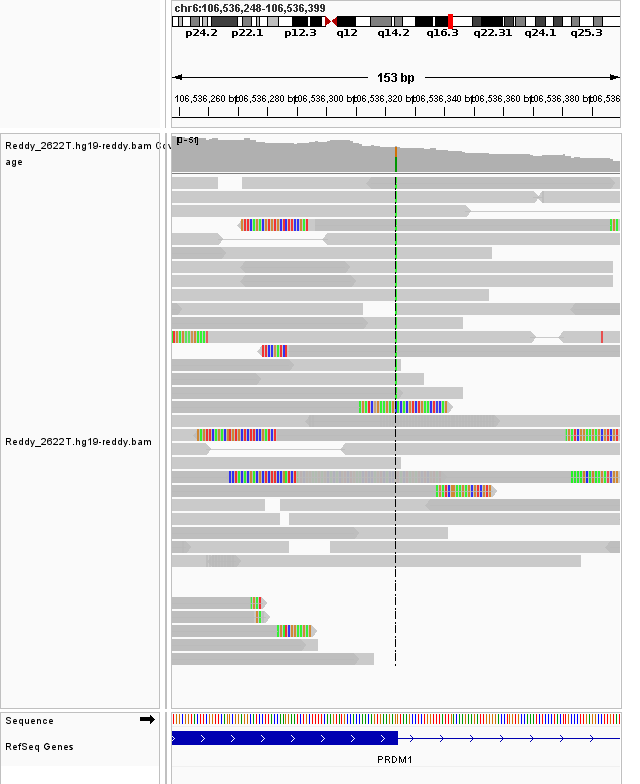 chr6:106,536,248-106,536,399
p24.2 p22.1 p12.3 q12 q14.2 q16.3 q22.31 q24.1 q25.3
153 bp
106,536,260 bp 106,536,280 bp 106,536,300 bp 106,536,320 bp 106,536,340 bp 106,536,360 bp 106,536,380 bp 106,536
Reddy_2622T.hg19-reddy.bam Cov
age
[0-51]
Reddy_2622T.hg19-reddy.bam
Sequence
RefSeq Genes
PRDM1